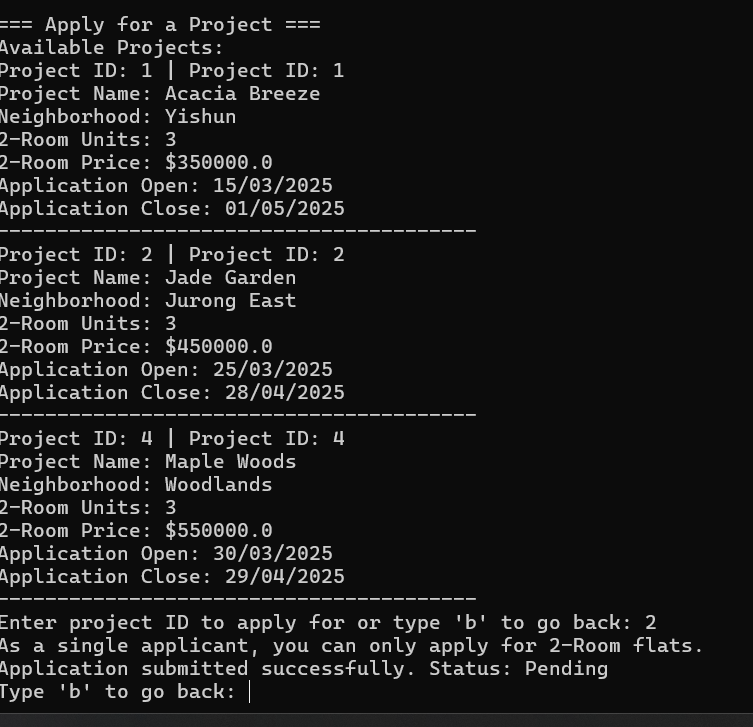 === Apply for a Project ===
Available Projects:
Project ID: 1 | Project ID: 1
Project Name: Acacia Breeze
Neighborhood: Yishun
2-Room Units: 3
2-Room Price: $350000.0
Application Open: 15/03/2025
Application Close: 01/05/2025
----------------------------------------
Project ID: 2 | Project ID: 2
Project Name: Jade Garden
Neighborhood: Jurong East
2-Room Units: 3
2-Room Price: $450000.0
Application Open: 25/03/2025
Application Close: 28/04/2025
----------------------------------------
Project ID: 4 | Project ID: 4
Project Name: Maple Woods
Neighborhood: Woodlands
2-Room Units: 3
2-Room Price: $550000.0
Application Open: 30/03/2025
Application Close: 29/04/2025
----------------------------------------
Enter project ID to apply for or type 'b' to go back: 2
As a single applicant, you can only apply for 2-Room flats.
Application submitted successfully. Status: Pending
Type 'b' to go back: